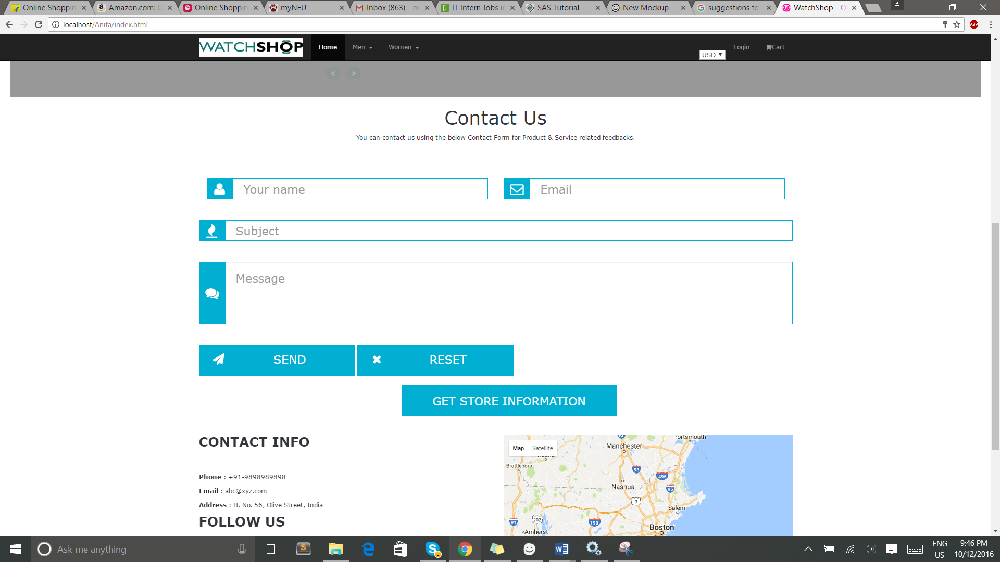 Online Shoppin
Amazon.com: O
Online Shoppin
myNEU
Inbox (863) - m
IT Intern Jobs in
SAS Tutorial
New Mockup
suggestions to
WatchShop - O
localhost/Anita/index.html
ABP
WATCHSHOP
Home
Men
Women
USD
Login
Cart
< >
Contact Us
You can contact us using the below Contact Form for Product & Service related feedbacks.
Your name
Email
Subject
Message
SEND
RESET
GET STORE INFORMATION
CONTACT INFO
Phone : +91-9898989898
Email : abc@xyz.com
Address : H. No. 56, Olive Street, India
FOLLOW US
Portsmouth
Manchester
Map Satellite
Brattleboro
93
495
95
Nashua
3
Salem
91
202
190
Boston
Amherst
Ask me anything
6
ENG
US
9:46 PM
10/12/2016